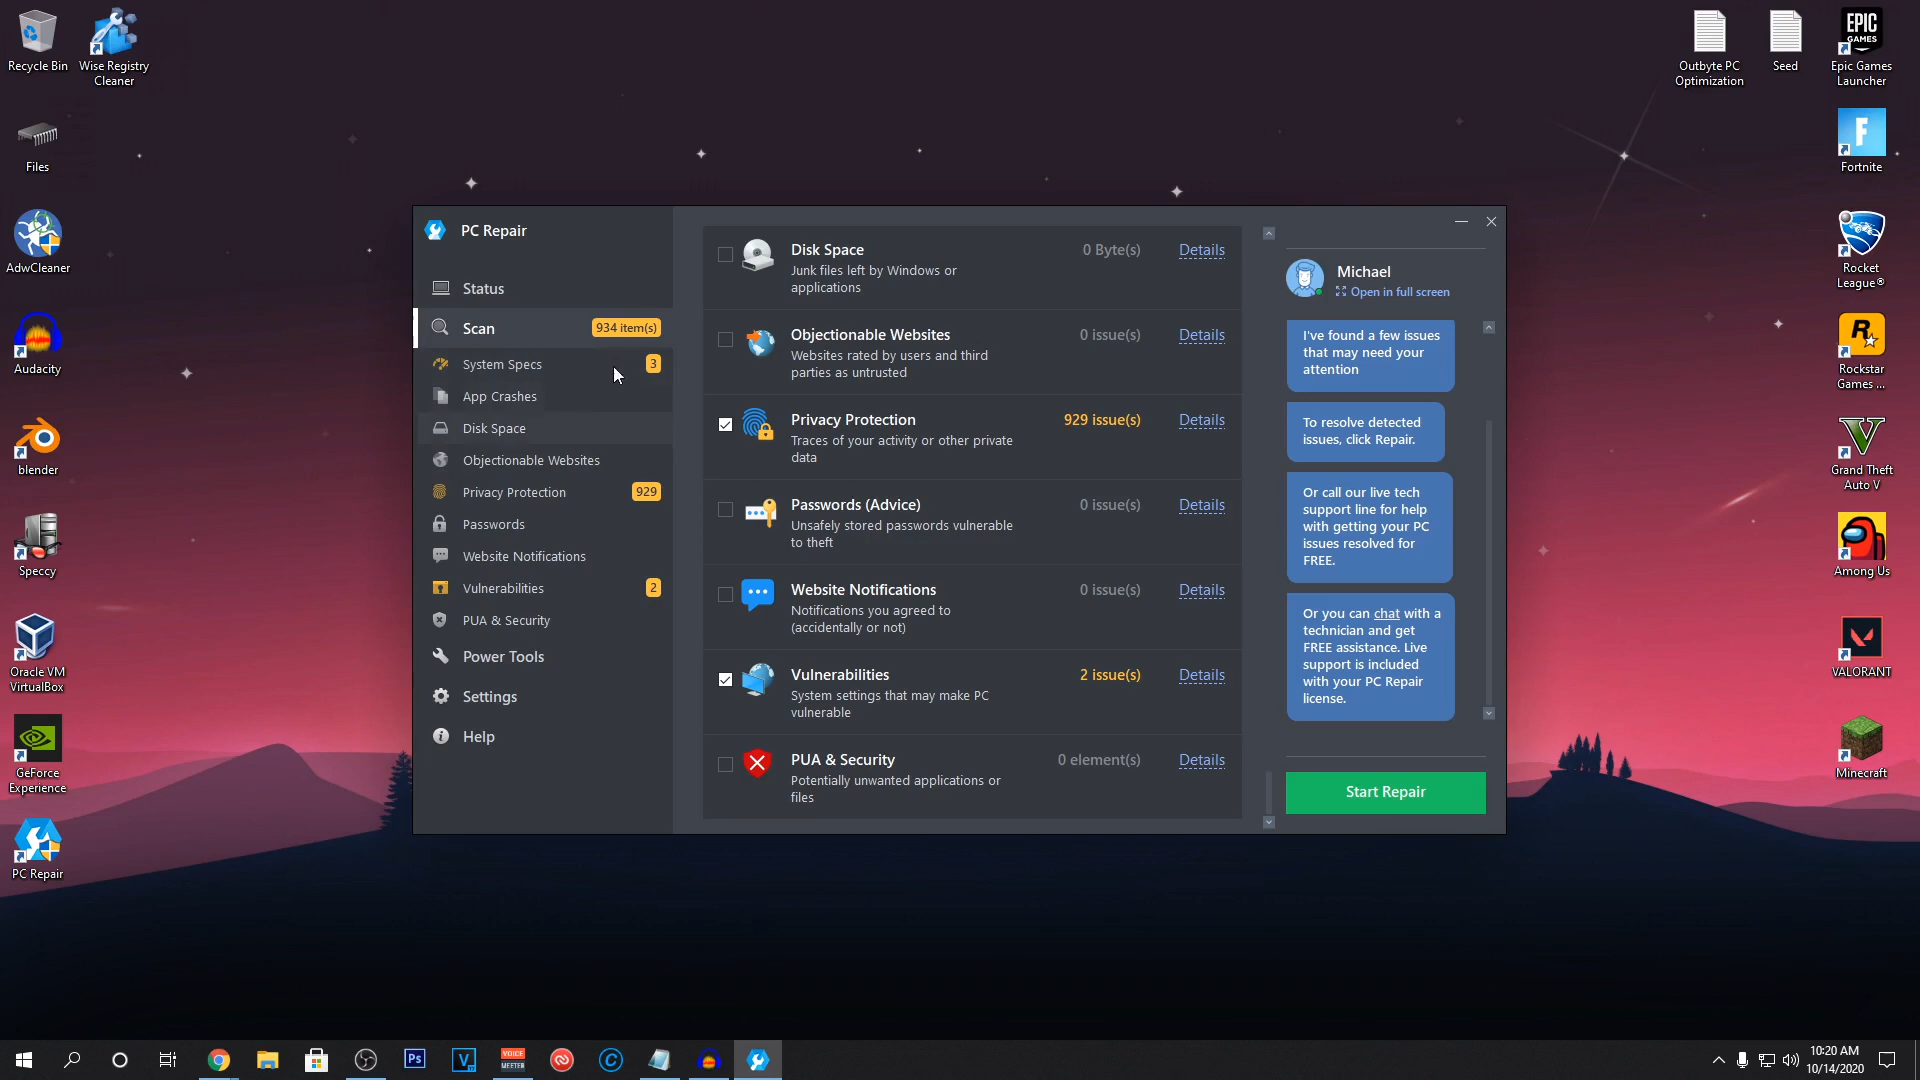 Recycle Bin
Wise Registry
Cleaner
Files
AdwCleaner
Audacity
blender
Speccy
Oracle VM
VirtualBox
GeForce
Experience
PC Repair
PC Repair
Status
Scan
934 item(s)
System Specs
3
App Crashes
Disk Space
Objectionable Websites
Privacy Protection
929
Passwords
Website Notifications
Vulnerabilities
2
PUA & Security
Power Tools
Settings
Help
Disk Space
0 Byte(s)
Details
Junk files left by Windows or
applications
Objectionable Websites
0 issue(s)
Details
Websites rated by users and third
parties as untrusted
Privacy Protection
929 issue(s)
Details
Traces of your activity or other private
data
Passwords (Advice)
0 issue(s)
Details
Unsafely stored passwords vulnerable
to theft
Website Notifications
0 issue(s)
Details
Notifications you agreed to
(accidentally or not)
Vulnerabilities
2 issue(s)
Details
System settings that may make PC
vulnerable
PUA & Security
0 element(s)
Details
Potentially unwanted applications or
files
Michael
Open in full screen
I've found a few issues
that may need your
attention
To resolve detected
issues, click Repair.
Or call our live tech
support line for help
with getting your PC
issues resolved for
FREE.
Or you can chat with a
technician and get
FREE assistance. Live
support is included
with your PC Repair
license.
Start Repair
Outbyte PC
Optimization
Seed
EPIC
GAMES
Epic Games
Launcher
F
Fortnite
Rocket
League®
R
Rockstar
Games ...
V
Grand Theft
Auto V
Among Us
VALORANT
Minecraft
Ps
V
VOICE
MEETER
C
10:20 AM
10/14/2020